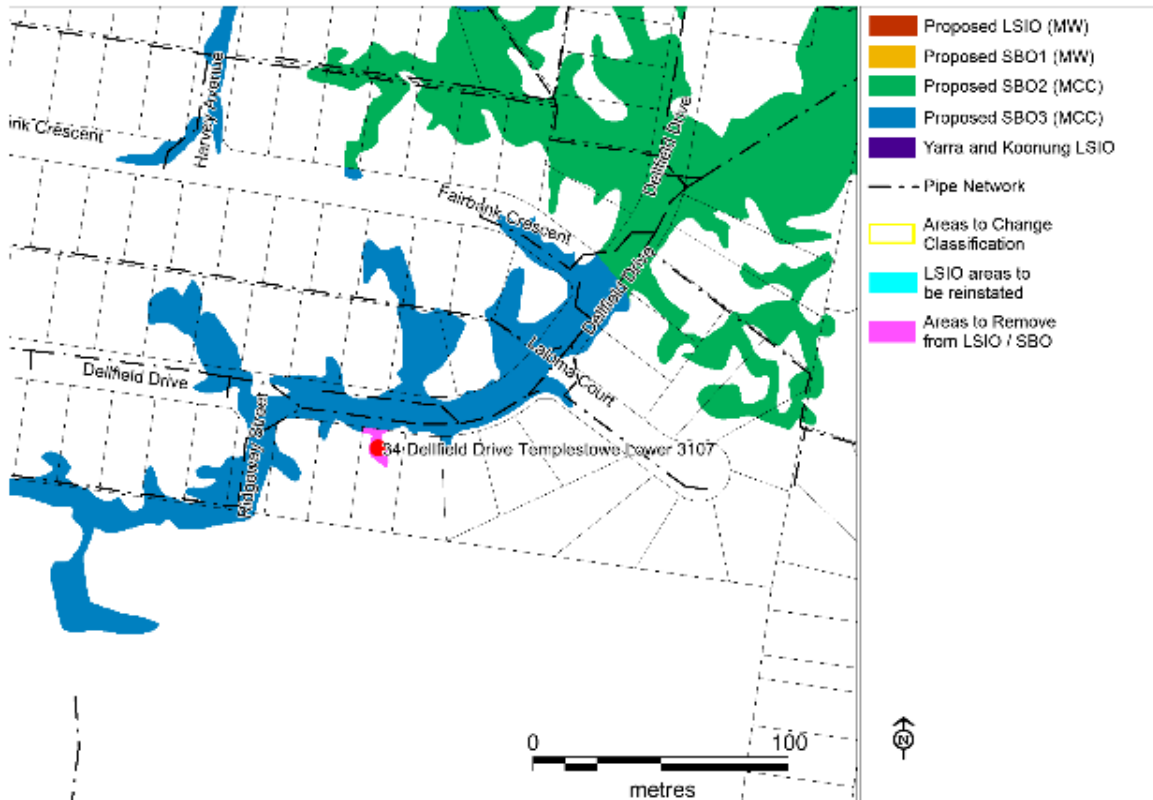 Harvey Avenue
nk Crescent
Fairbank Crescent
Dellfield Drive
Dellfield Drive
Laloma Court
Dellfield Drive
Ridgeway Street
34 Dellfield Drive Templestowe Lower 3107
0 100
metres
Proposed LSIO (MW)
Proposed SBO1 (MW)
Proposed SBO2 (MCC)
Proposed SBO3 (MCC)
Yarra and Koonung LSIO
Pipe Network
Areas to Change
Classification
LSIO areas to
be reinstated
Areas to Remove
from LSIO / SBO
N